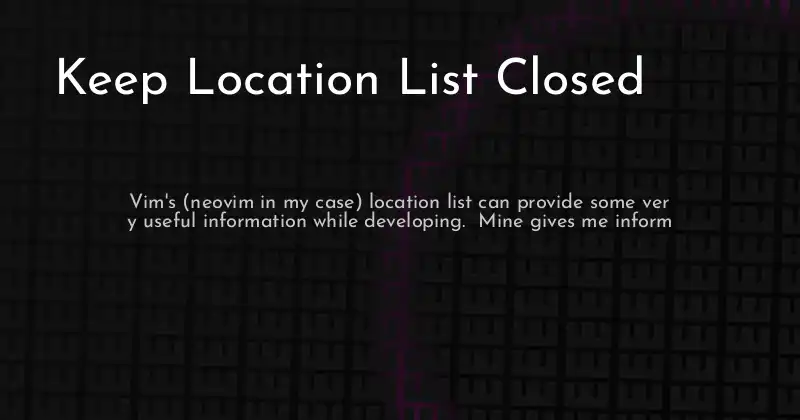 Keep Location List Closed
Vim's (neovim in my case) location list can provide some ver
y useful information while developing.  Mine gives me inform